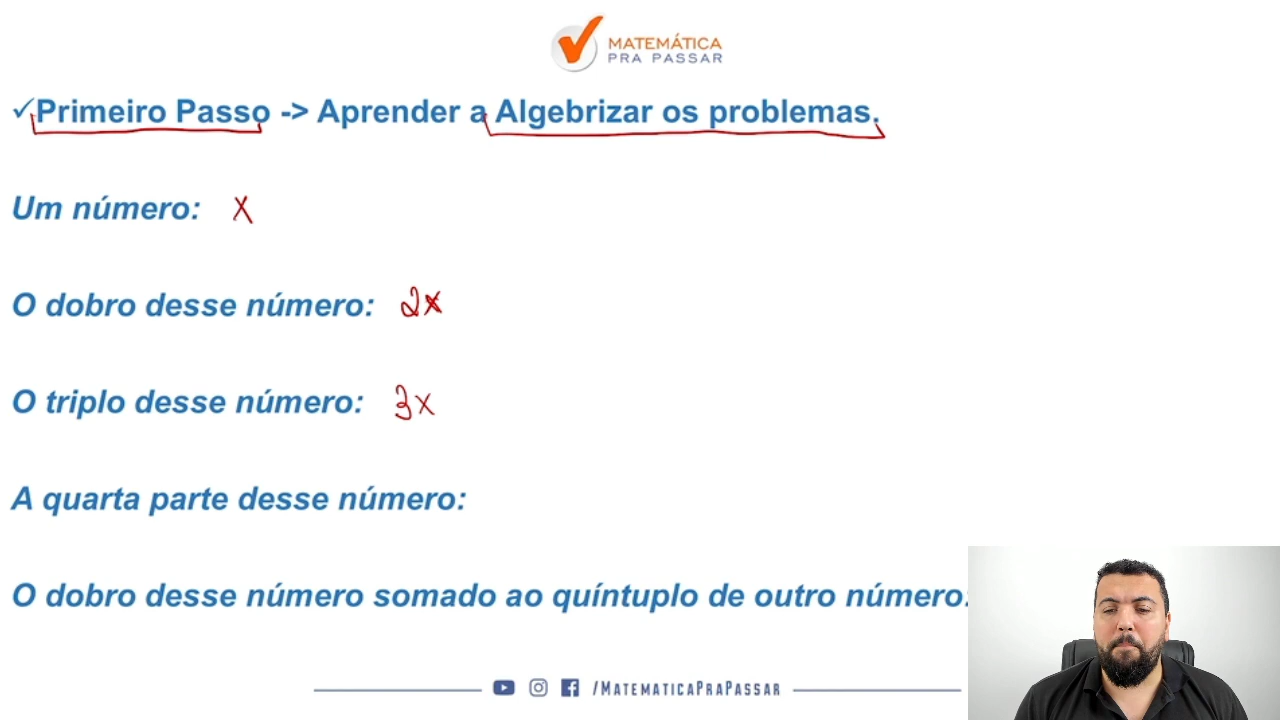 MATEMÁTICA
PRA PASSAR
✓Primeiro Passo -> Aprender a Algebrizar os problemas.
Um número: x
O dobro desse número: 2x
O triplo desse número: 3x
A quarta parte desse número:
O dobro desse número somado ao quíntuplo de outro número:
/MATEMATICAPRAPASSAR